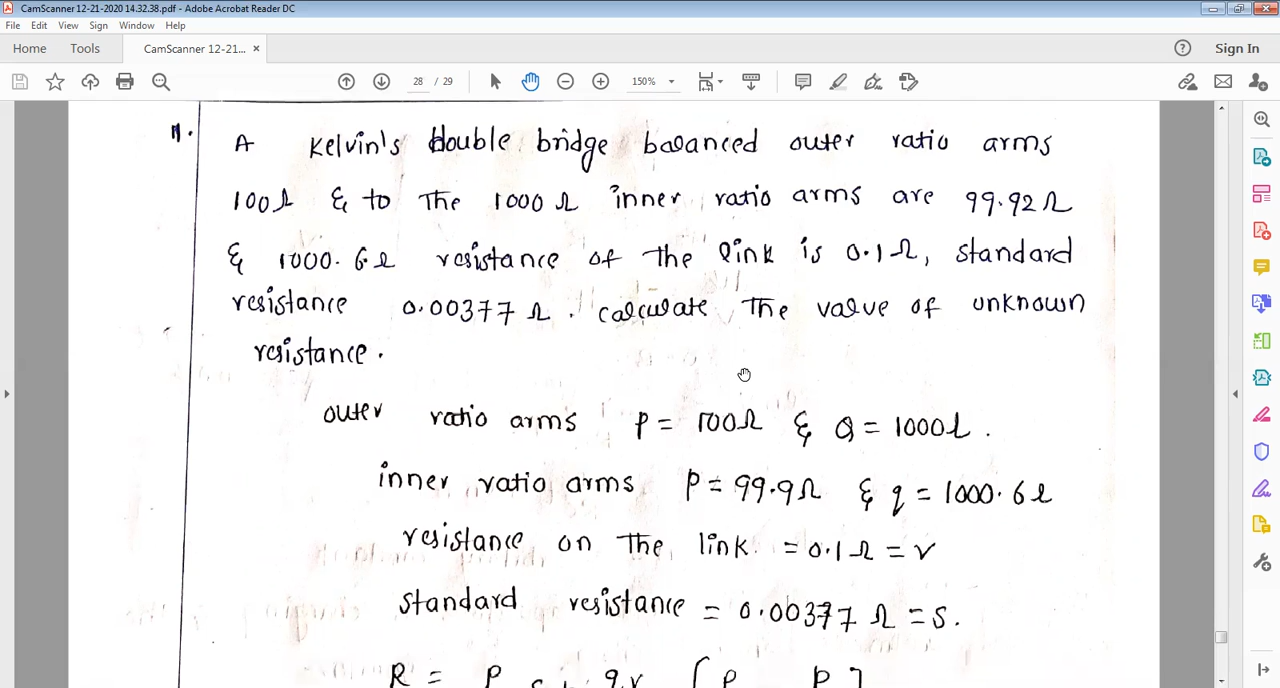 CamScanner 12-21-2020 14.32.38.pdf - Adobe Acrobat Reader DC
File Edit View Sign Window Help
Home Tools CamScanner 12-21... × ? Sign In
28 / 29 150%
11. A Kelvin's double bridge balanced outer ratio arms
100Ω & to the 1000 Ω inner ratio arms are 99.92Ω
& 1000.6Ω resistance of the link is 0.1Ω, standard
resistance 0.00377 Ω. calculate the value of unknown
resistance.
outer ratio arms P = 100Ω & Q = 1000Ω.
inner ratio arms p = 99.9Ω & q = 1000.6Ω
resistance on the link. = 0.1Ω = r
standard resistance = 0.00377 Ω = S.
R = P qr [ P p ]